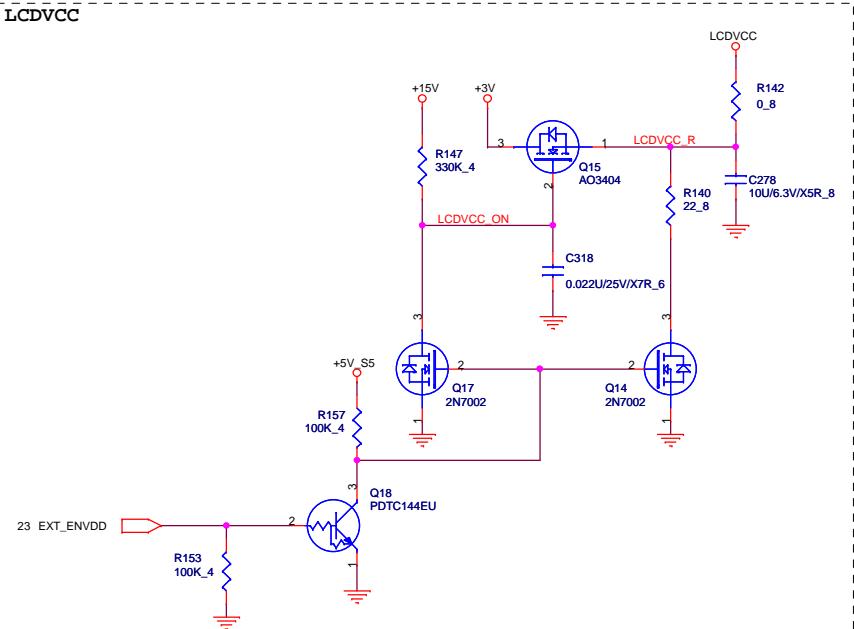 LCDVCC
LCDVCC
R142
0_8
+15V
+3V
3
1
LCDVCC_R
R147
330K_4
Q15
AO3404
C278
10U/6.3V/X5R_8
2
R140
22_8
LCDVCC_ON
C318
0.022U/25V/X7R_6
3
3
+5V_S5
2
2
Q17
2N7002
Q14
2N7002
R157
100K_4
1
1
3
Q18
PDTC144EU
23 EXT_ENVDD
2
R153
100K_4
1